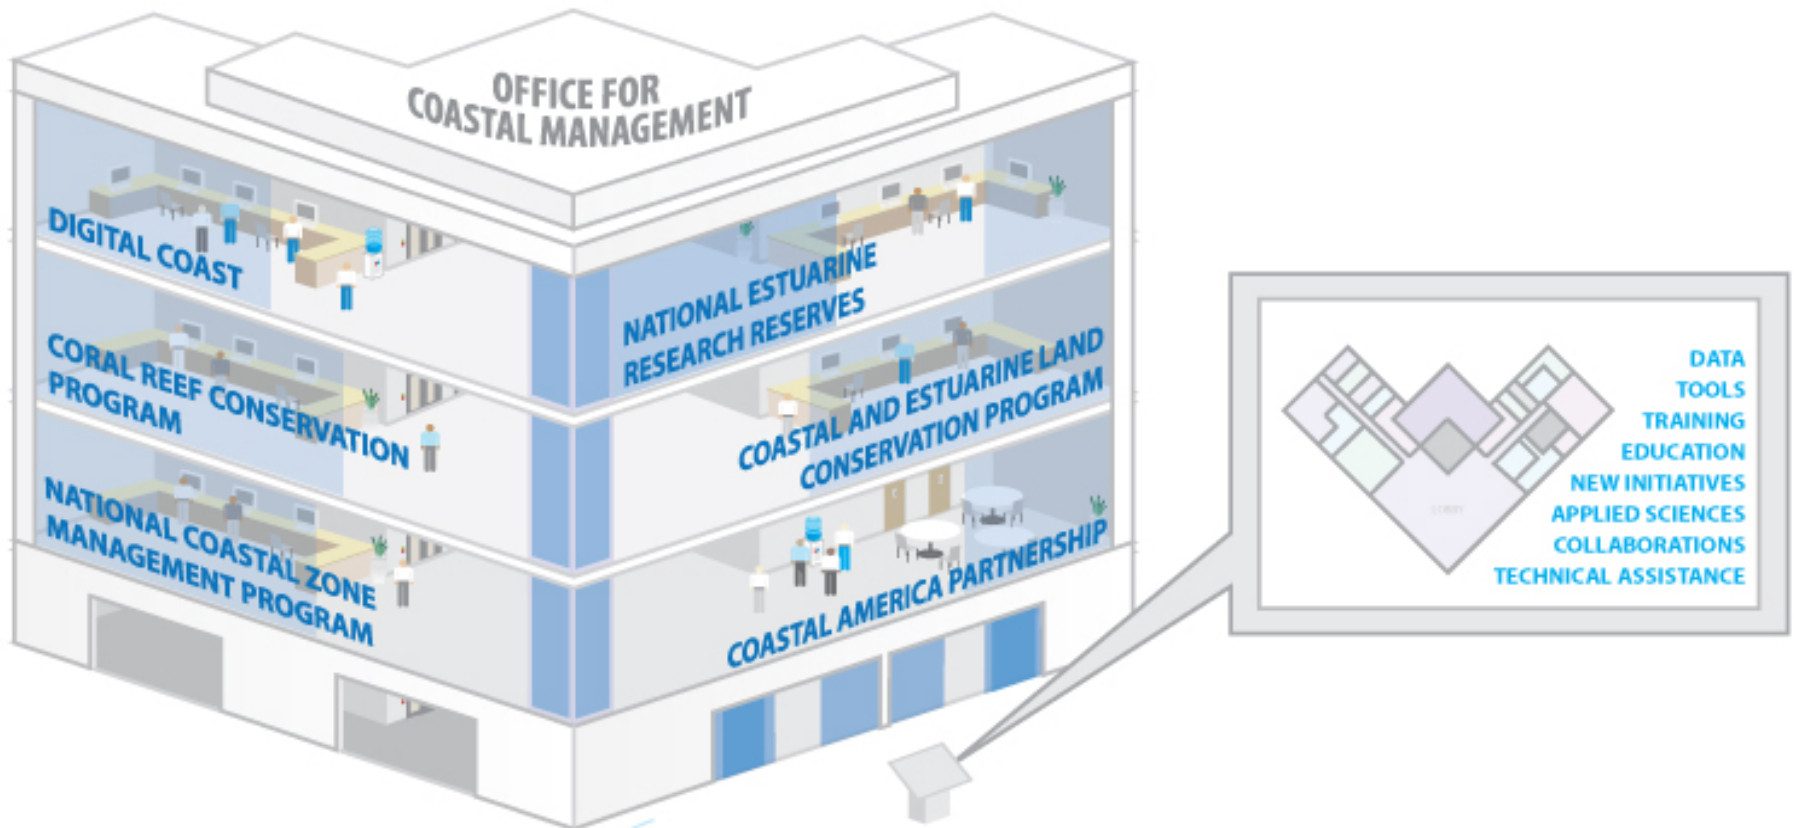 OFFICE FOR
COASTAL MANAGEMENT
DIGITAL COAST
NATIONAL ESTUARINE
RESEARCH RESERVES
CORAL REEF CONSERVATION
PROGRAM
COASTAL AND ESTUARINE LAND
CONSERVATION PROGRAM
NATIONAL COASTAL ZONE
MANAGEMENT PROGRAM
COASTAL AMERICA PARTNERSHIP
DATA
TOOLS
TRAINING
EDUCATION
NEW INITIATIVES
APPLIED SCIENCES
COLLABORATIONS
TECHNICAL ASSISTANCE
LOBBY